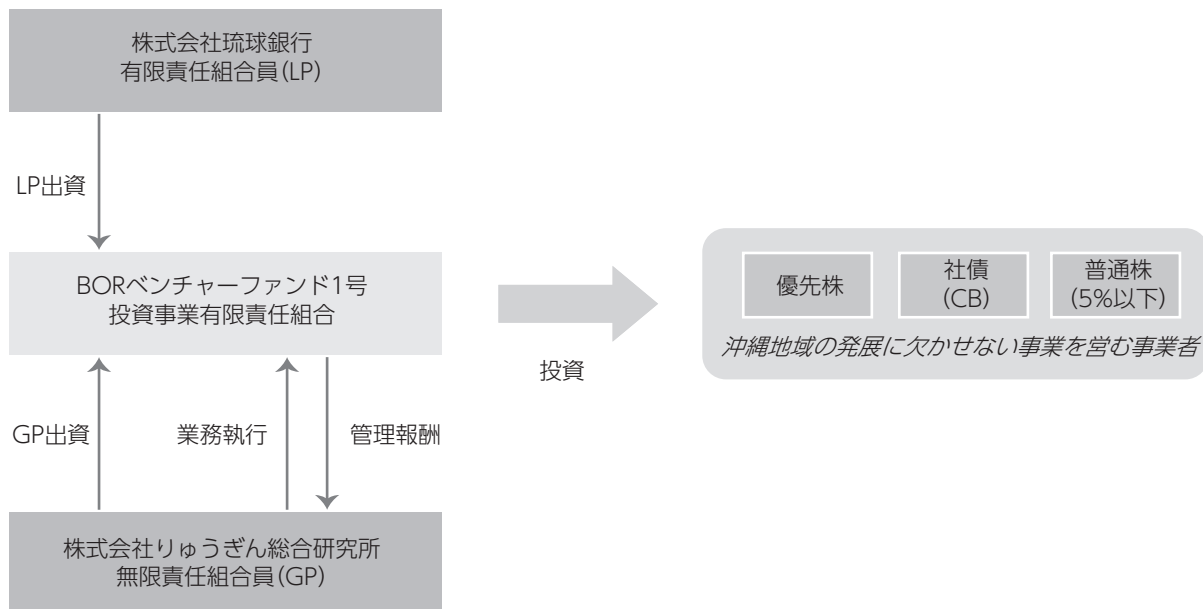 株式会社琉球銀行
有限責任組合員(LP)
LP出資
BORベンチャーファンド1号
投資事業有限責任組合
GP出資
業務執行
管理報酬
株式会社りゅうぎん総合研究所
無限責任組合員(GP)
投資
優先株
社債
(CB)
普通株
(5%以下)
沖縄地域の発展に欠かせない事業を営む事業者